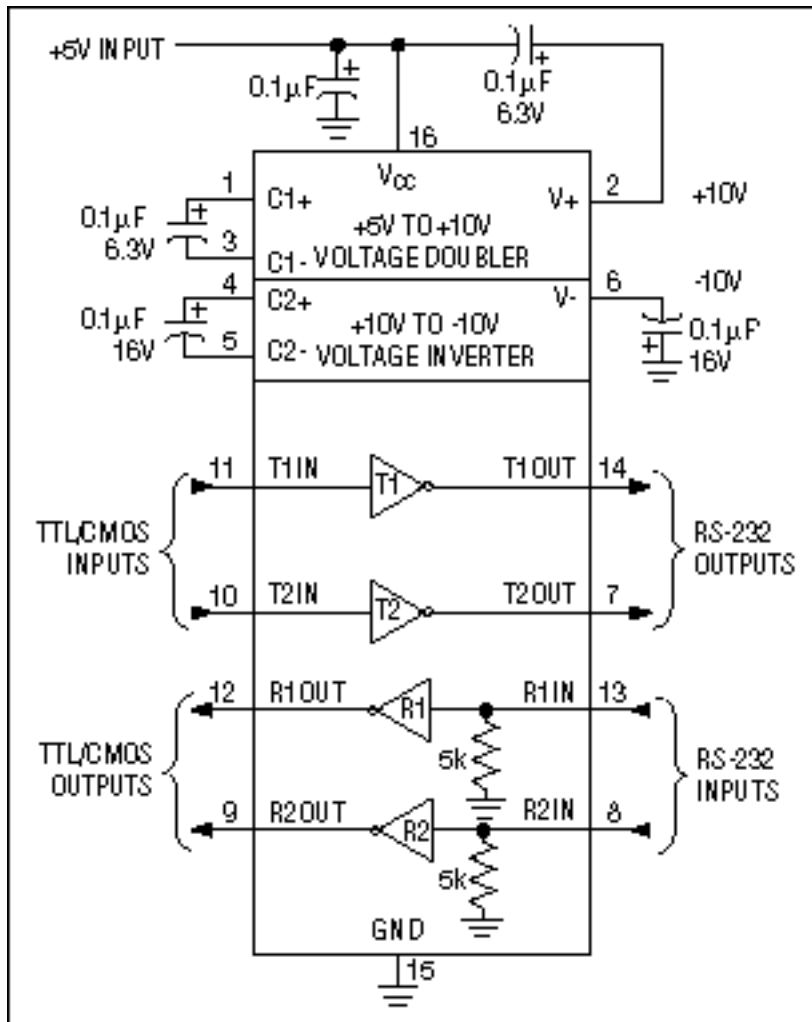 +5V INPUT
0.1µF
+
+
0.1µF
6.3V
16
VCC
1
C1+
V+
2
+10V
0.1µF
6.3V
+
+5V TO +10V
VOLTAGE DOUBLER
3
C1-
4
C2+
V-
6
-10V
0.1µF
16V
+
+10V TO -10V
VOLTAGE INVERTER
5
C2-
+
0.1µF
16V
11
T1IN
T1
T1OUT
14
TTL/CMOS
INPUTS
RS-232
OUTPUTS
10
T2IN
T2
T2OUT
7
12
R1OUT
R1
R1IN
13
TTL/CMOS
OUTPUTS
5k
RS-232
INPUTS
9
R2OUT
R2
R2IN
8
5k
GND
15